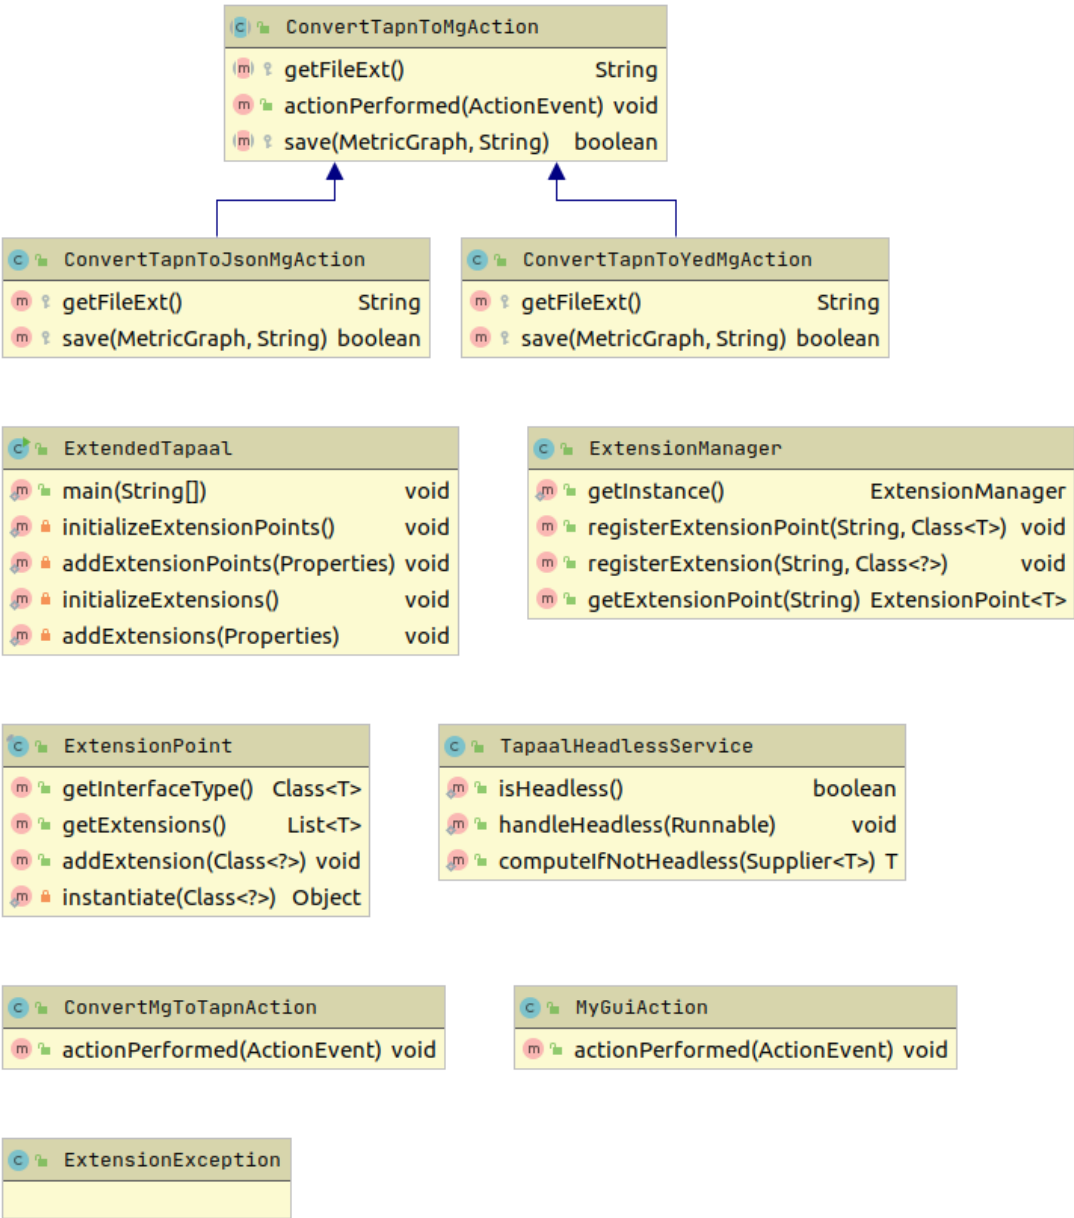 ConvertTapnToMgAction
getFileExt() String
actionPerformed(ActionEvent) void
save(MetricGraph, String) boolean
ConvertTapnToJsonMgAction
getFileExt() String
save(MetricGraph, String) boolean
ConvertTapnToYedMgAction
getFileExt() String
save(MetricGraph, String) boolean
ExtendedTapaal
main(String[]) void
initializeExtensionPoints() void
addExtensionPoints(Properties) void
initializeExtensions() void
addExtensions(Properties) void
ExtensionManager
getInstance() ExtensionManager
registerExtensionPoint(String, Class<T>) void
registerExtension(String, Class<?>) void
getExtensionPoint(String) ExtensionPoint<T>
ExtensionPoint
getInterfaceType() Class<T>
getExtensions() List<T>
addExtension(Class<?>) void
instantiate(Class<?>) Object
TapaalHeadlessService
isHeadless() boolean
handleHeadless(Runnable) void
computeIfNotHeadless(Supplier<T>) T
ConvertMgToTapnAction
actionPerformed(ActionEvent) void
MyGuiAction
actionPerformed(ActionEvent) void
ExtensionException